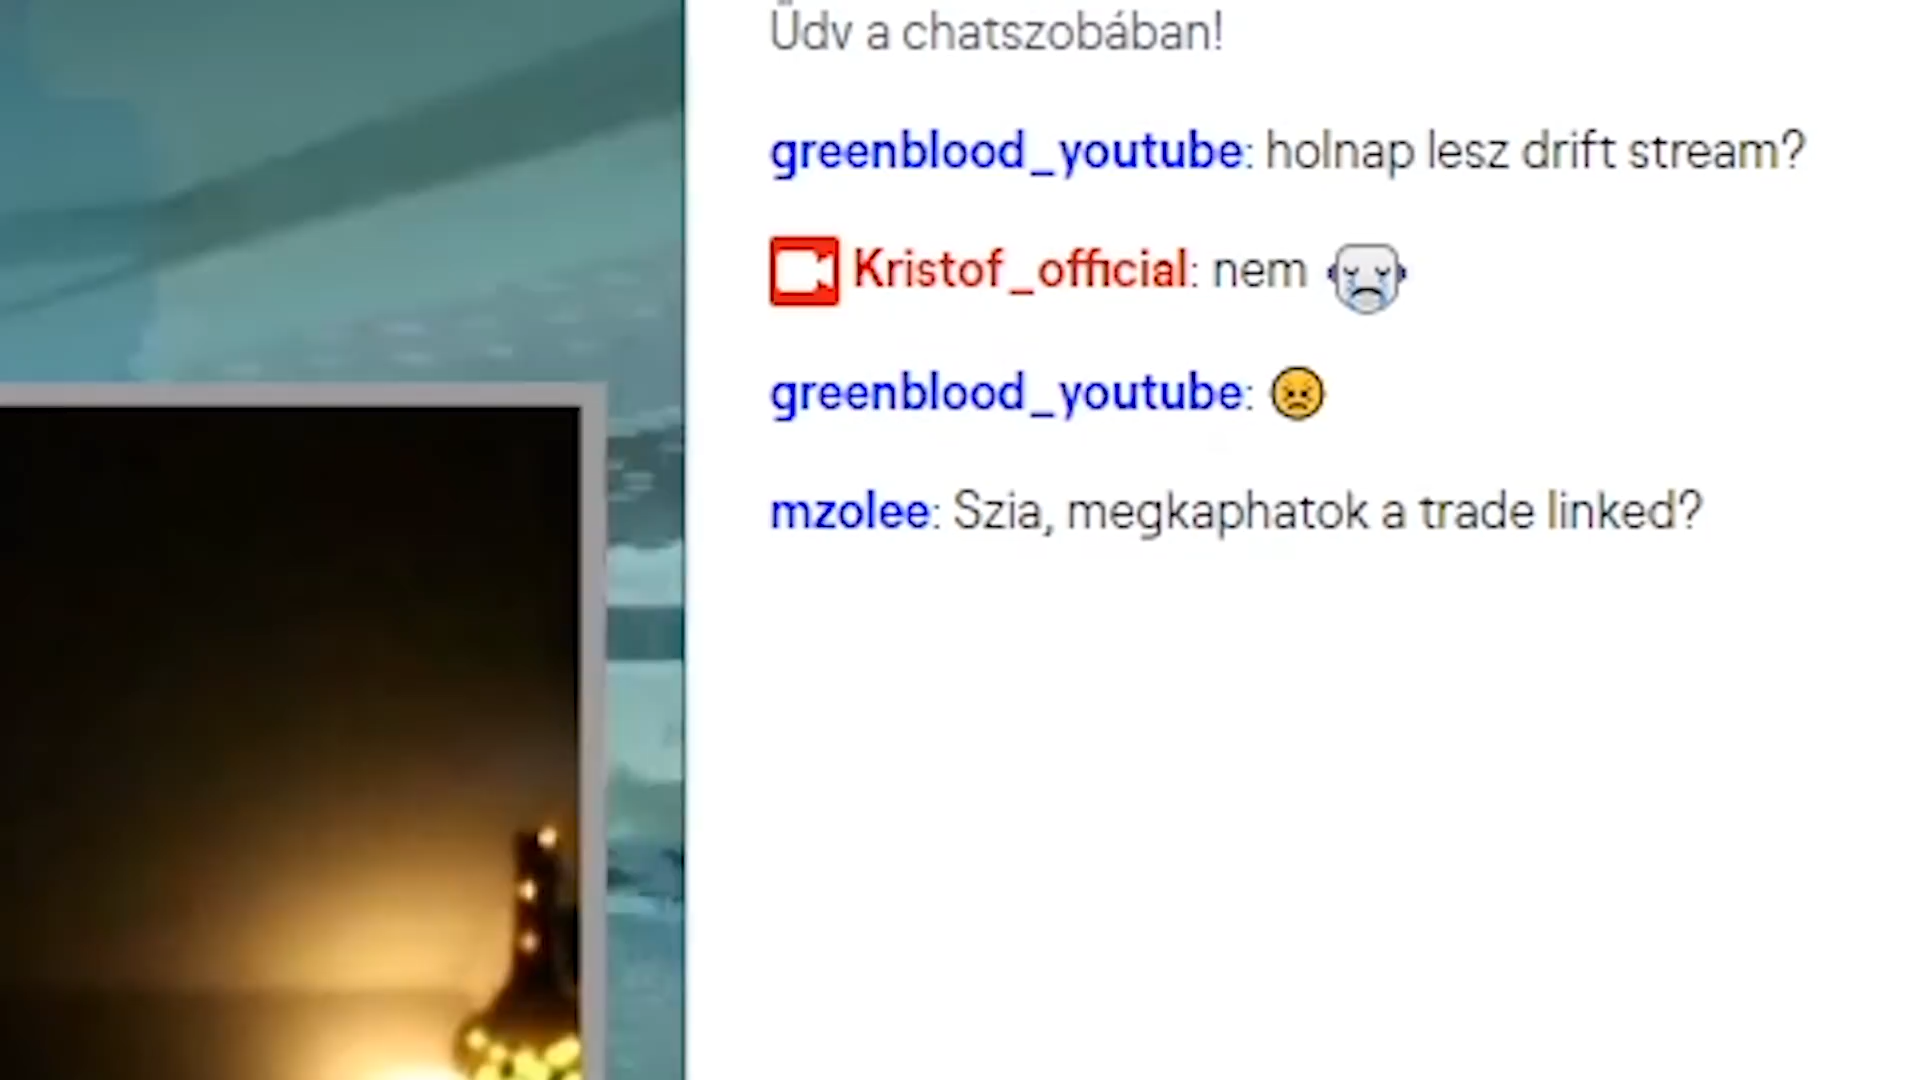 Üdv a chatszobában!
greenblood_youtube: holnap lesz drift stream?
Kristof_official: nem
greenblood_youtube: 😠
mzolee: Szia, megkaphatok a trade linked?